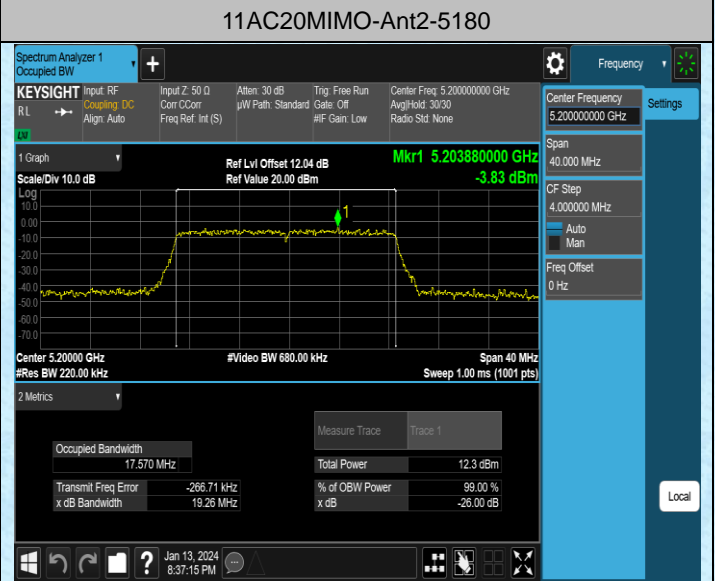 11AC20MIMO-Ant2-5180
Spectrum Analyzer 1
Occupied BW
Frequency
KEYSIGHT
RL
Input: RF
Coupling: DC
Align: Auto
Input Z: 50 Ω
Corr CCorr
Freq Ref: Int (S)
Atten: 30 dB
µW Path: Standard
Trig: Free Run
Gate: Off
#IF Gain: Low
Center Freq: 5.200000000 GHz
Avg|Hold: 30/30
Radio Std: None
LXI
Center Frequency
5.200000000 GHz
Settings
Span
40.000 MHz
CF Step
4.000000 MHz
Auto
Man
Freq Offset
0 Hz
1 Graph
Scale/Div 10.0 dB
Ref Lvl Offset 12.04 dB
Ref Value 20.00 dBm
Mkr1 5.203880000 GHz
-3.83 dBm
Log
10.0
0.00
-10.0
-20.0
-30.0
-40.0
-50.0
-60.0
-70.0
1
Center 5.20000 GHz
#Video BW 680.00 kHz
Span 40 MHz
#Res BW 220.00 kHz
Sweep 1.00 ms (1001 pts)
2 Metrics
Measure Trace
Trace 1
Occupied Bandwidth
17.570 MHz
Total Power
12.3 dBm
Transmit Freq Error
-266.71 kHz
% of OBW Power
99.00 %
x dB Bandwidth
19.26 MHz
x dB
-26.00 dB
Local
?
Jan 13, 2024
8:37:15 PM